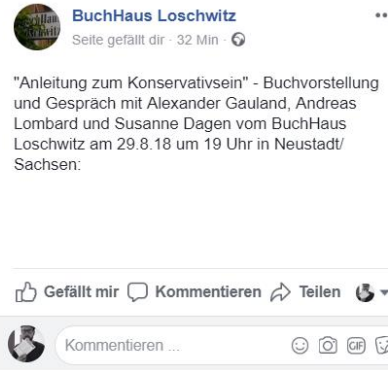 BuchHaus Loschwitz
Seite gefällt dir · 32 Min ·
"Anleitung zum Konservativsein" - Buchvorstellung
und Gespräch mit Alexander Gauland, Andreas
Lombard und Susanne Dagen vom BuchHaus
Loschwitz am 29.8.18 um 19 Uhr in Neustadt/
Sachsen:
Gefällt mir Kommentieren Teilen
Kommentieren ...
GIF